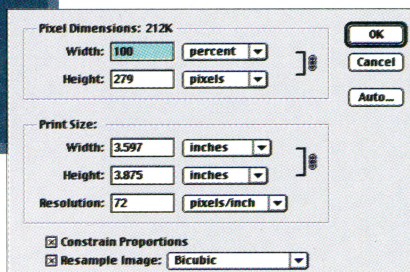 Pixel Dimensions: 212K
Width: 100 percent
Height: 279 pixels
OK
Cancel
Auto...
Print Size:
Width: 3.597 inches
Height: 3.875 inches
Resolution: 72 pixels/inch
Constrain Proportions
Resample Image: Bicubic